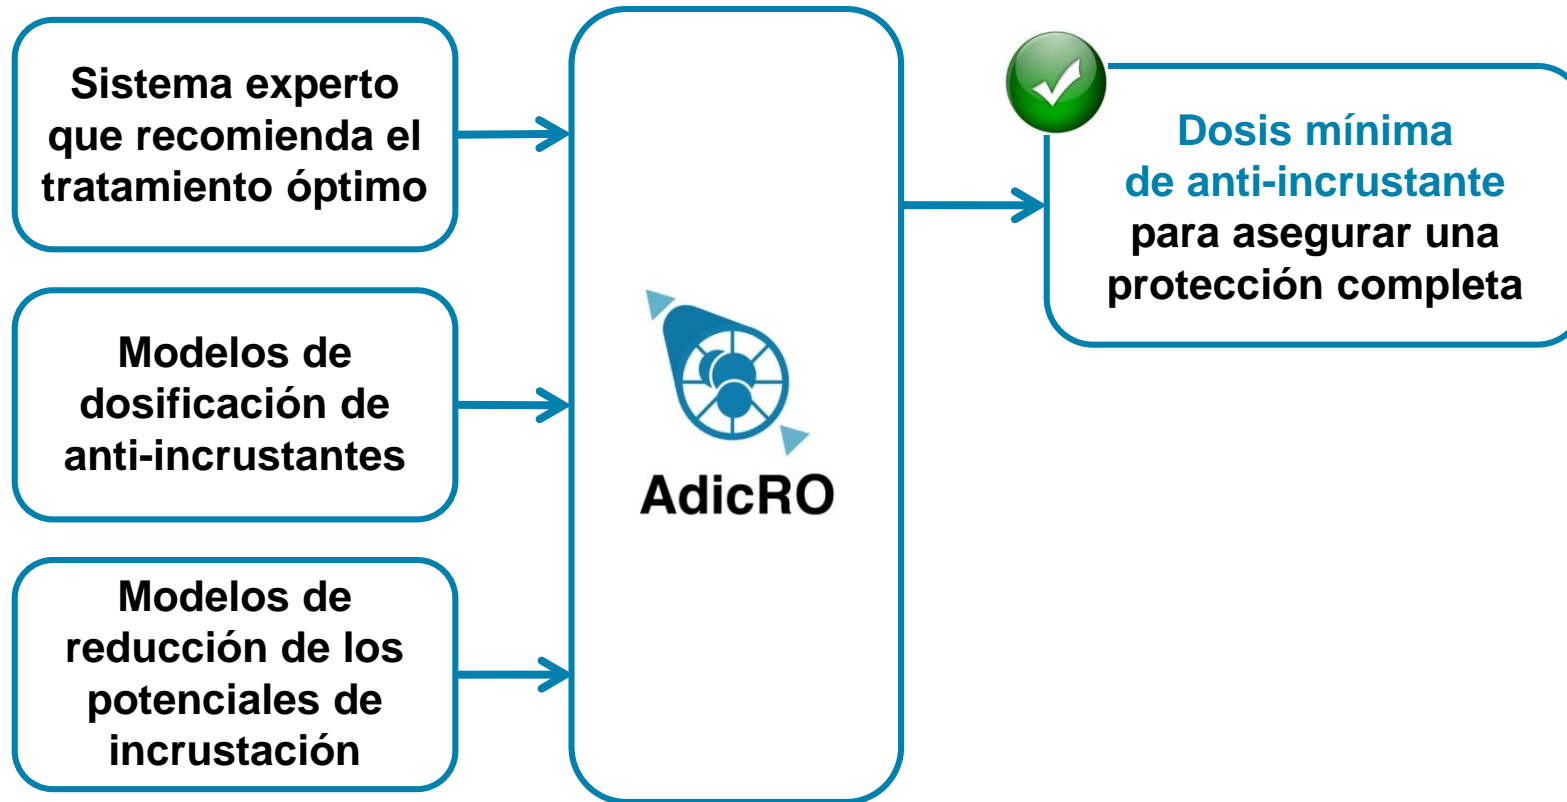 Sistema experto
que recomienda el
tratamiento óptimo
Modelos de
dosificación de
anti-incrustantes
Modelos de
reducción de los
potenciales de
incrustación
AdicRO
Dosis mínima
de anti-incrustante
para asegurar una
protección completa